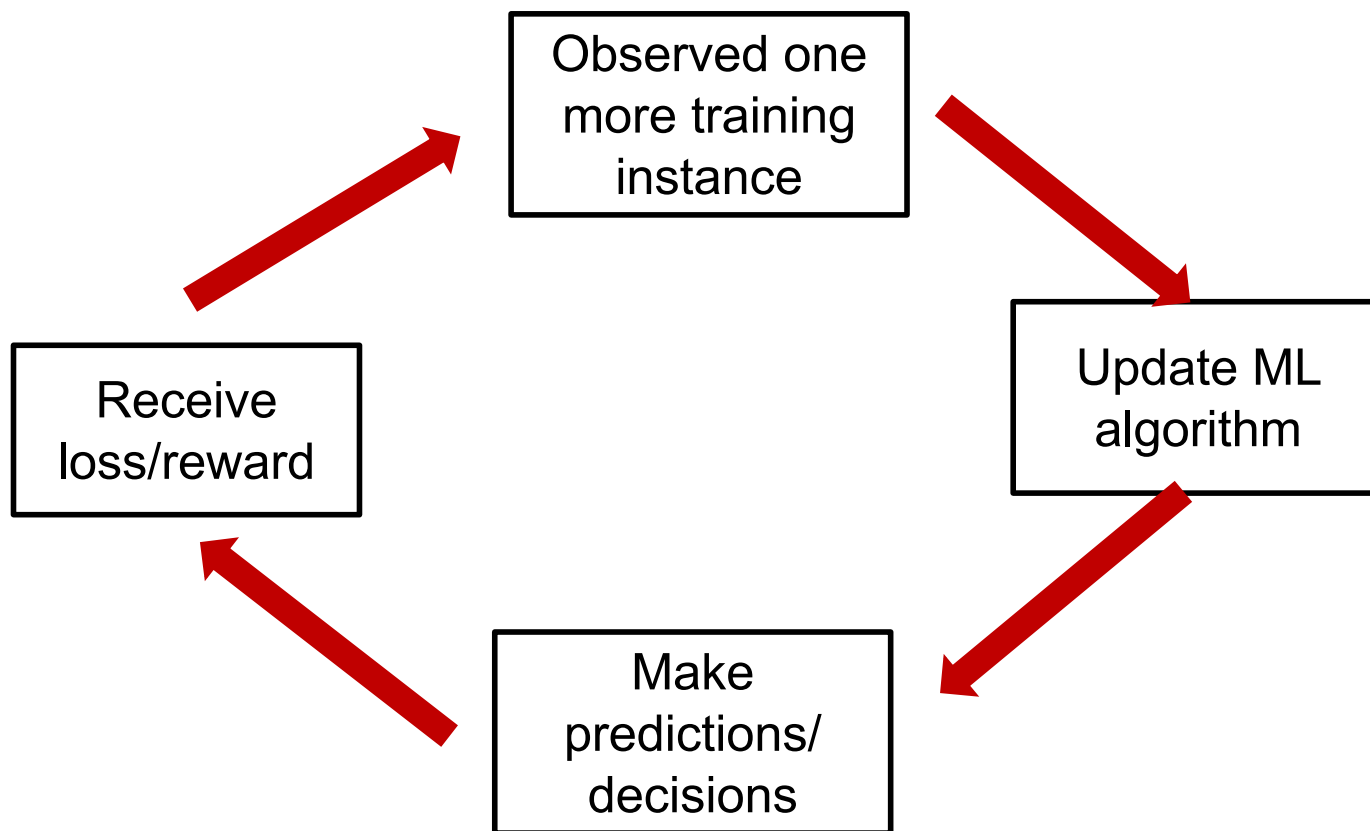 Observed one
more training
instance
Update ML
algorithm
Make
predictions/
decisions
Receive
loss/reward